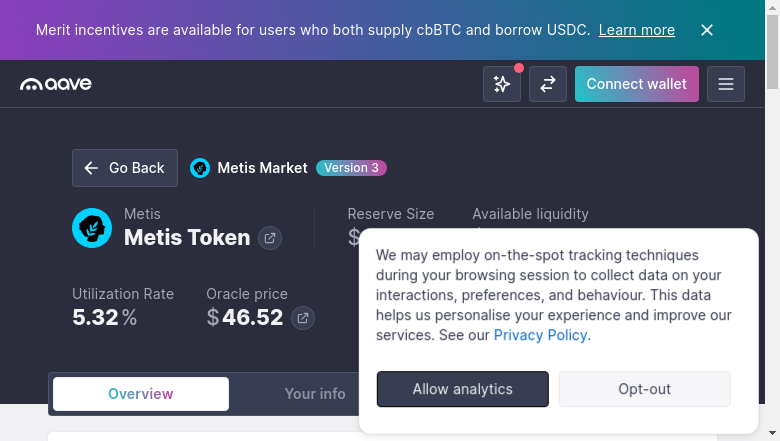 Merit incentives are available for users who both supply cbBTC and borrow USDC. Learn more
aave
Connect wallet
Go Back
Metis Market
Version 3
Metis
Metis Token
Reserve Size
$
Available liquidity
Utilization Rate
5.32 %
Oracle price
$ 46.52
We may employ on-the-spot tracking techniques
during your browsing session to collect data on your
interactions, preferences, and behaviour. This data
helps us personalise your experience and improve our
services. See our Privacy Policy.
Allow analytics
Opt-out
Overview
Your info